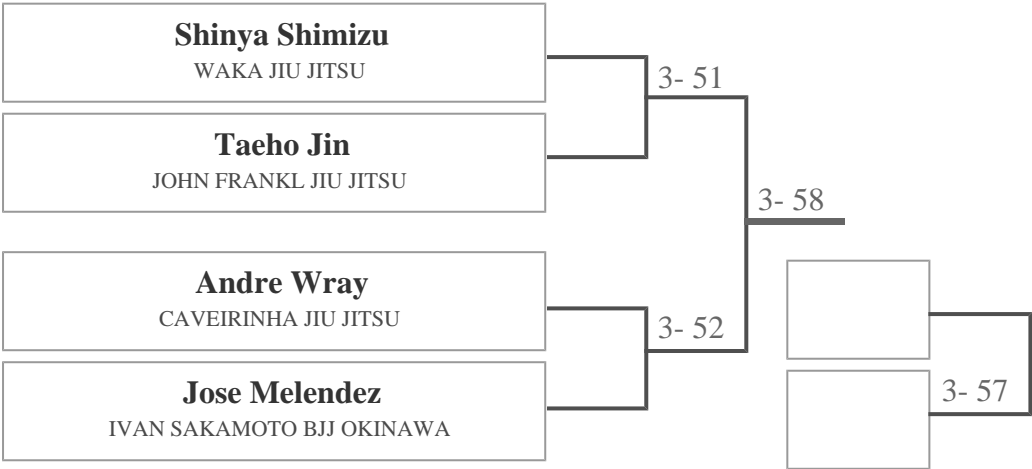 Shinya Shimizu
WAKA JIU JITSU
3- 51
Taeho Jin
JOHN FRANKL JIU JITSU
3- 58
Andre Wray
CAVEIRINHA JIU JITSU
3- 52
Jose Melendez
IVAN SAKAMOTO BJJ OKINAWA
3- 57